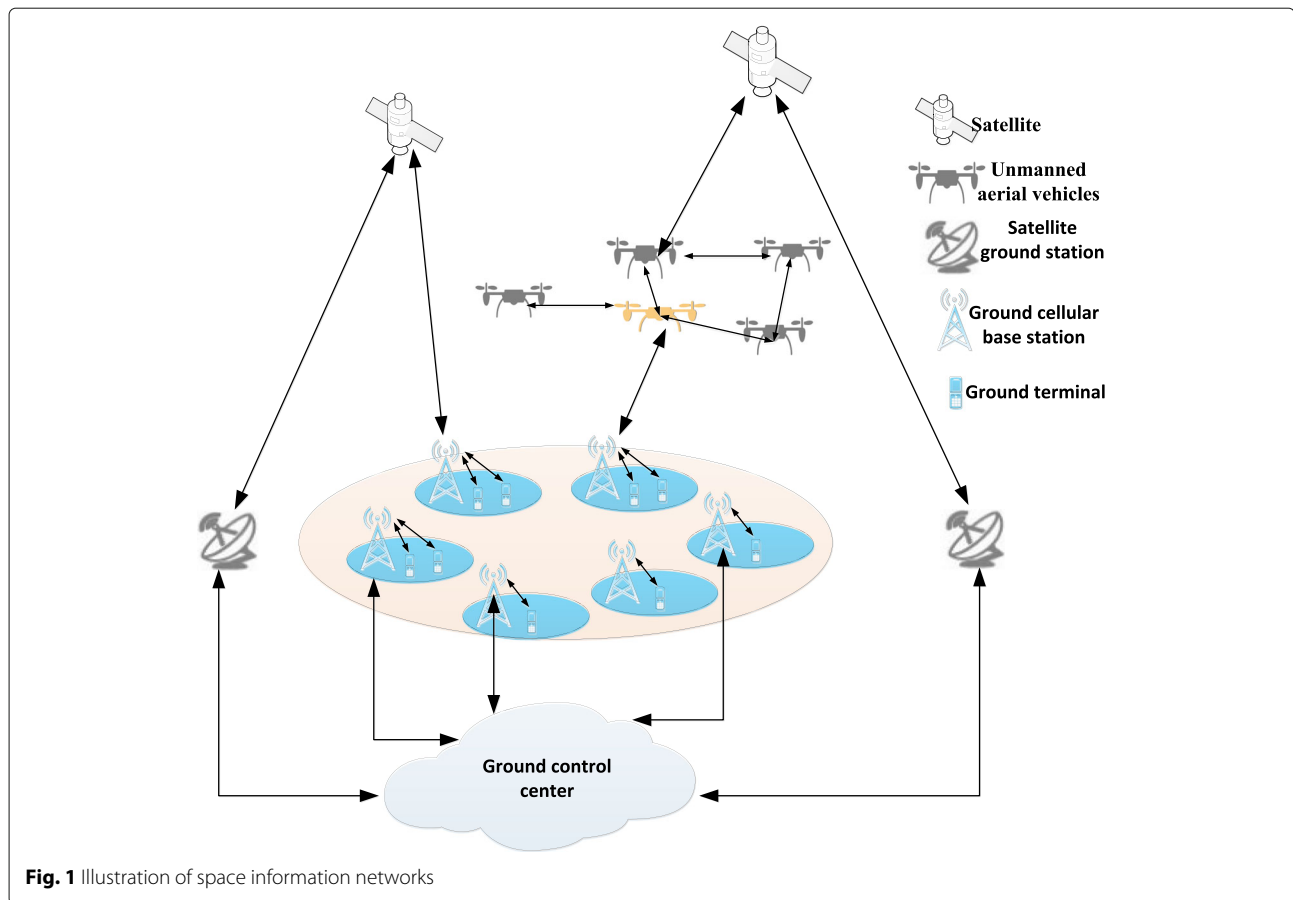 Satellite
Unmanned
aerial vehicles
Satellite
ground station
Ground cellular
base station
Ground terminal
Ground control
center
Fig. 1 Illustration of space information networks